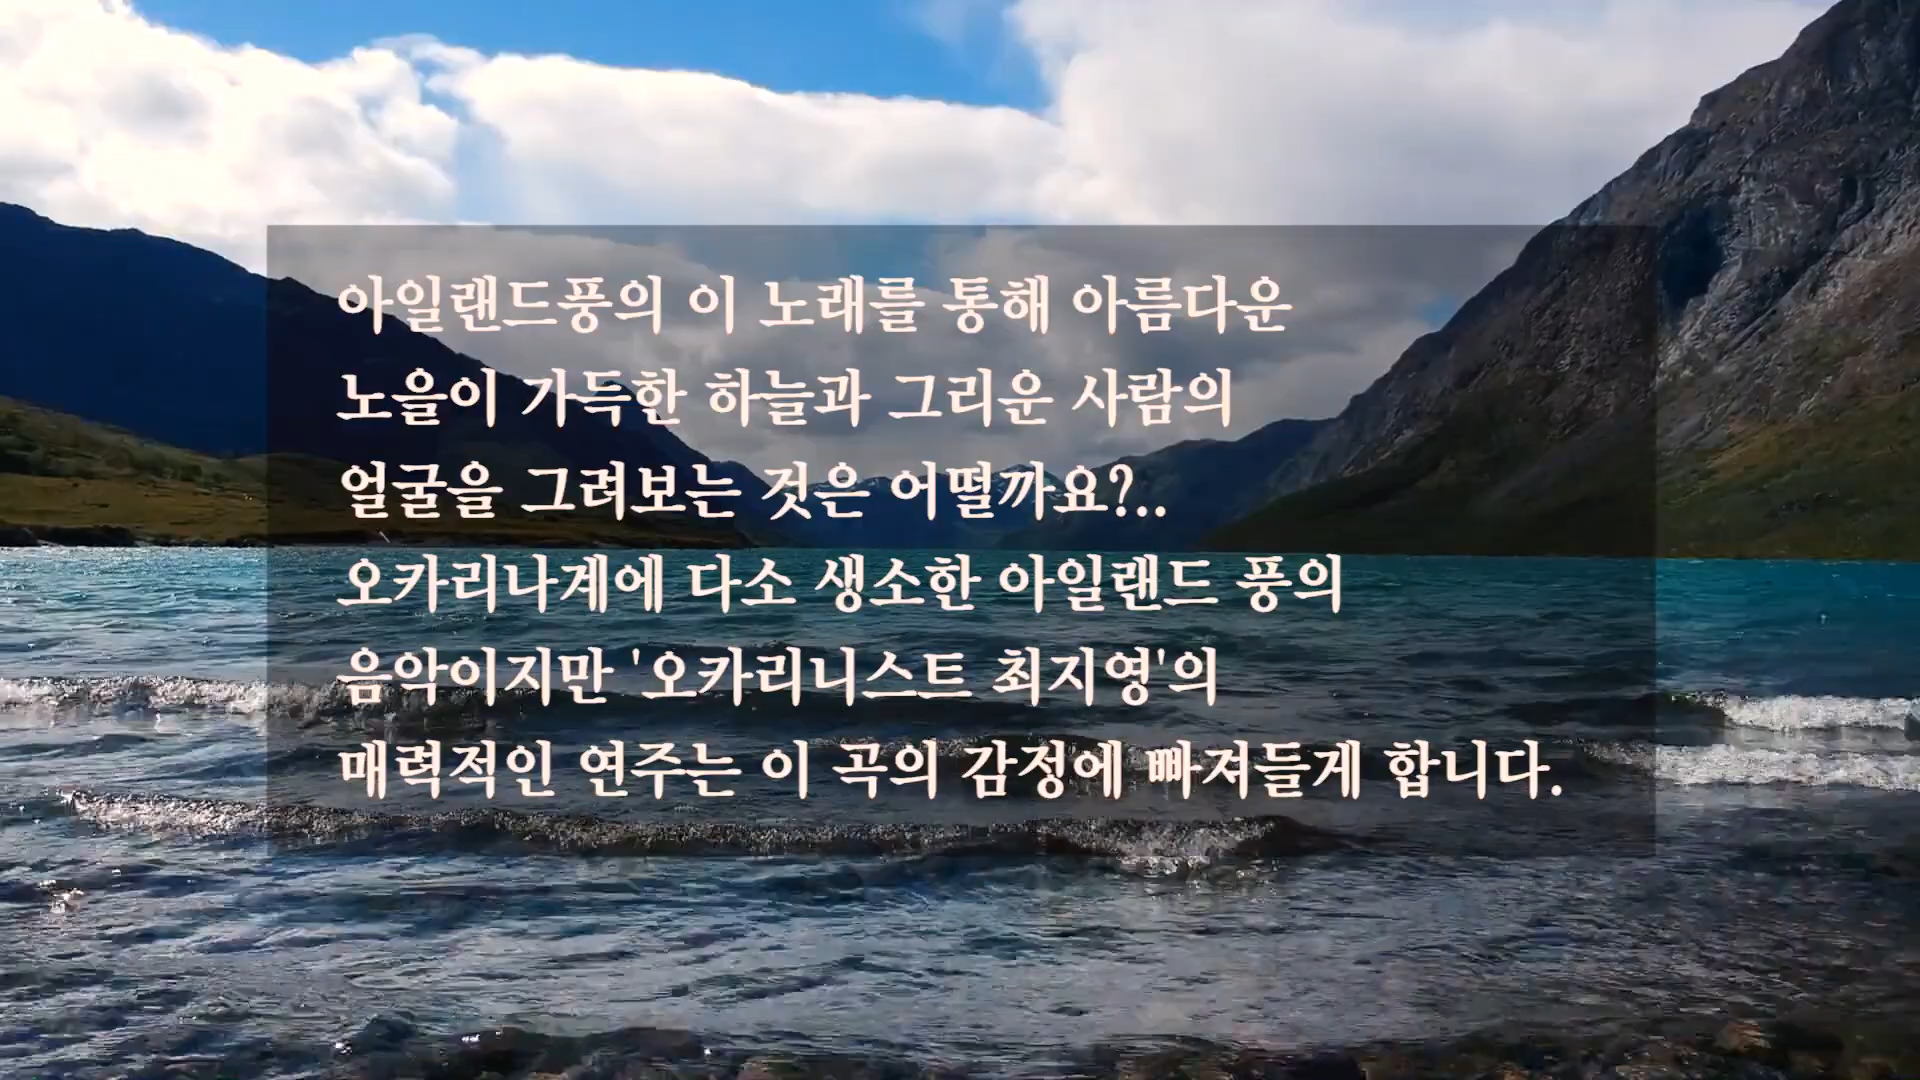 아일랜드풍의 이 노래를 통해 아름다운
노을이 가득한 하늘과 그리운 사람의
얼굴을 그려보는 것은 어떨까요?..
오카리나계에 다소 생소한 아일랜드 풍의
음악이지만 '오카리니스트 최지영'의
매력적인 연주는 이 곡의 감정에 빠져들게 합니다.